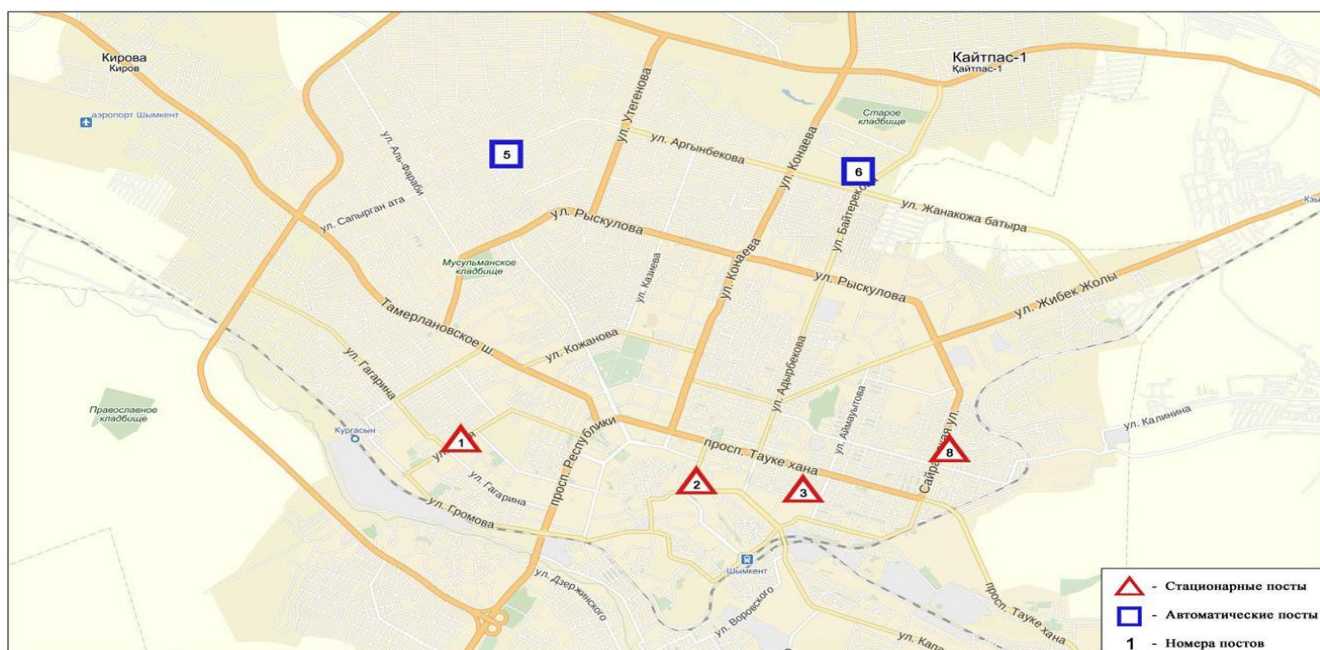 Кирова
Киров
аэропорт Шымкент
Кайтпас-1
Қайтпас-1
Старое
кладбище
ул. Утегенова
ул. Аргынбекова
ул. Конаева
ул. Аль-Фараби
5
6
ул. Жанакожа батыра
ул. Сапырган ата
ул. Рыскулова
Мусульманское
кладбище
ул. Казиева
ул. Конаева
ул. Рыскулова
ул. Жибек Жолы
Тамерлановское ш.
ул. Кожанова
ул. Гагарина
ул. Адырбекова
ул. Аймауытова
Православное
кладбище
Кургасын
1
просп. Республики
просп. Тауке хана
8
ул. Калинина
2
3
ул. Гагарина
ул. Громова
Шымкент
ул. Дзержинского
ул. Воровского
просп. Тауке хана
- Стационарные посты
- Автоматические посты
1 - Номера постов